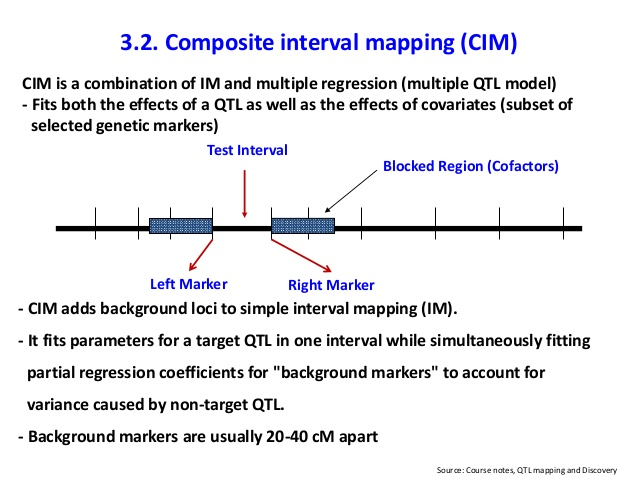 3.2. Composite interval mapping (CIM)
CIM is a combination of IM and multiple regression (multiple QTL model)
- Fits both the effects of a QTL as well as the effects of covariates (subset of
selected genetic markers)
Test Interval
Blocked Region (Cofactors)
Left Marker
Right Marker
- CIM adds background loci to simple interval mapping (IM).
- It fits parameters for a target QTL in one interval while simultaneously fitting
partial regression coefficients for "background markers" to account for
variance caused by non-target QTL.
- Background markers are usually 20-40 cM apart
Source: Course notes, QTL mapping and Discovery